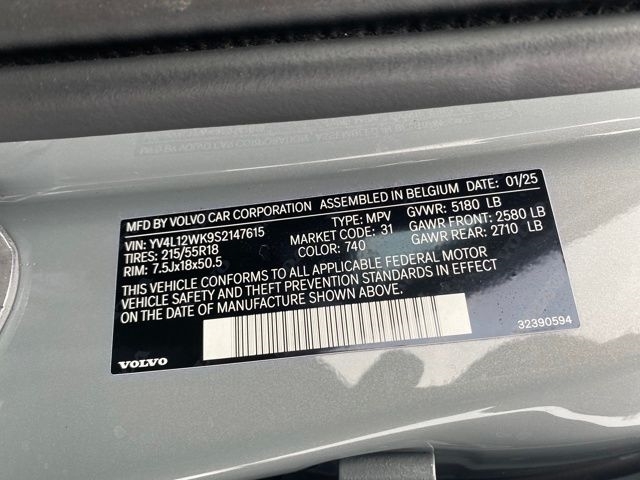 MFD BY VOLVO CAR CORPORATION ASSEMBLED IN BELGIUM DATE: 01/25
VIN: YV4L12WK9S2147615 TYPE: MPV GVWR: 5180 LB
TIRES: 215/55R18 MARKET CODE: 31 GAWR FRONT: 2580 LB
RIM: 7.5Jx18x50.5 COLOR: 740 GAWR REAR: 2710 LB
THIS VEHICLE CONFORMS TO ALL APPLICABLE FEDERAL MOTOR
VEHICLE SAFETY AND THEFT PREVENTION STANDARDS IN EFFECT
ON THE DATE OF MANUFACTURE SHOWN ABOVE.
32390594
VOLVO